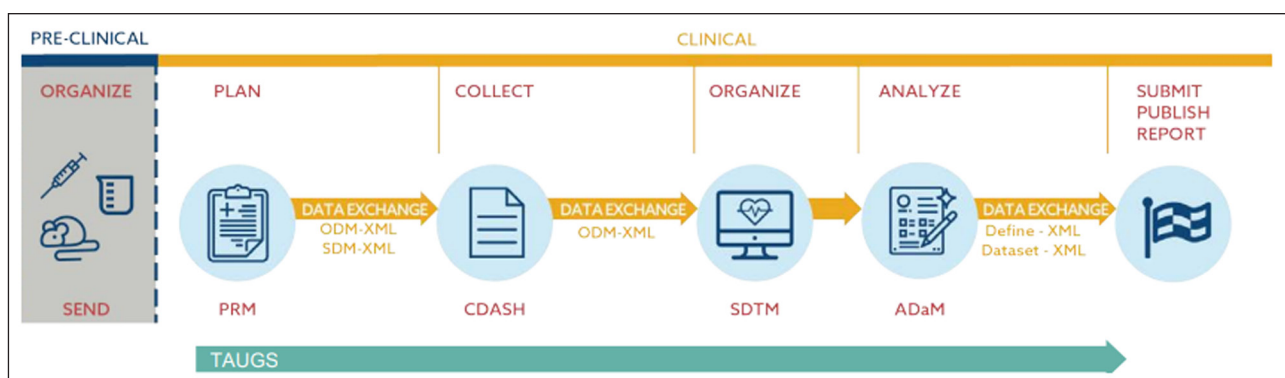 PRE-CLINICAL
CLINICAL
ORGANIZE
PLAN
COLLECT
ORGANIZE
ANALYZE
SUBMIT
PUBLISH
REPORT
DATA EXCHANGE
ODM-XML
SDM-XML
DATA EXCHANGE
ODM-XML
DATA EXCHANGE
Define - XML
Dataset - XML
SEND
PRM
CDASH
SDTM
ADaM
TAUGS